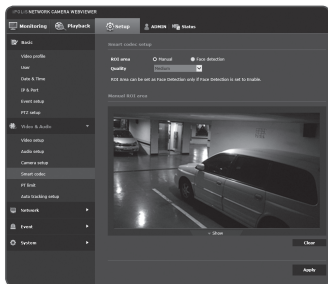 iPOLiS NETWORK CAMERA WEBVIEWER
Monitoring
Playback
Setup
ADMIN
Status
Basic
Video profile
User
Date & Time
IP & Port
Event setup
PTZ setup
Video & Audio
Video setup
Audio setup
Camera setup
Smart codec
PT limit
Auto tracking setup
Network
Event
System
Smart codec setup
ROI area
Manual
Face detection
Quality
Medium
ROI Area can be set as Face Detection only if Face Detection is set to Enable.
Manual ROI area
Show
Clear
Apply